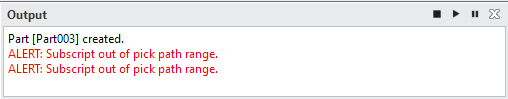 Output
Part [Part003] created.
ALERT: Subscript out of pick path range.
ALERT: Subscript out of pick path range.